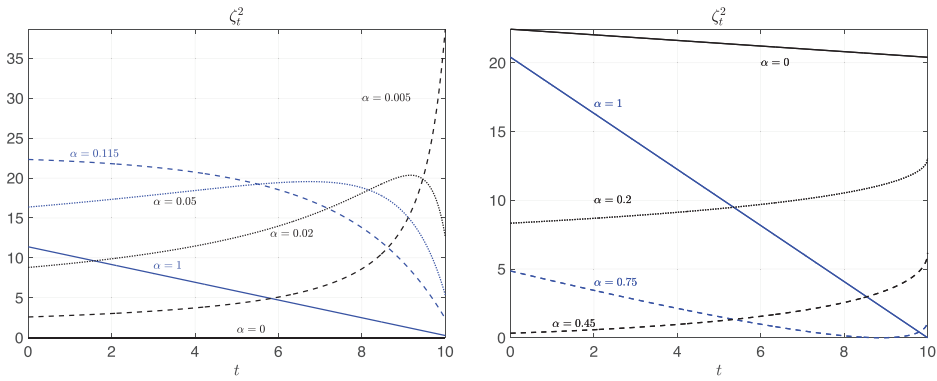 ζ_t^2
35
30
25
20
15
10
5
0
α = 0.005
α = 0.115
α = 0.05
α = 0.02
α = 1
α = 0
0 2 4 6 8 10
t
ζ_t^2
20
15
10
5
0
α = 0
α = 1
α = 0.2
α = 0.75
α = 0.45
0 2 4 6 8 10
t